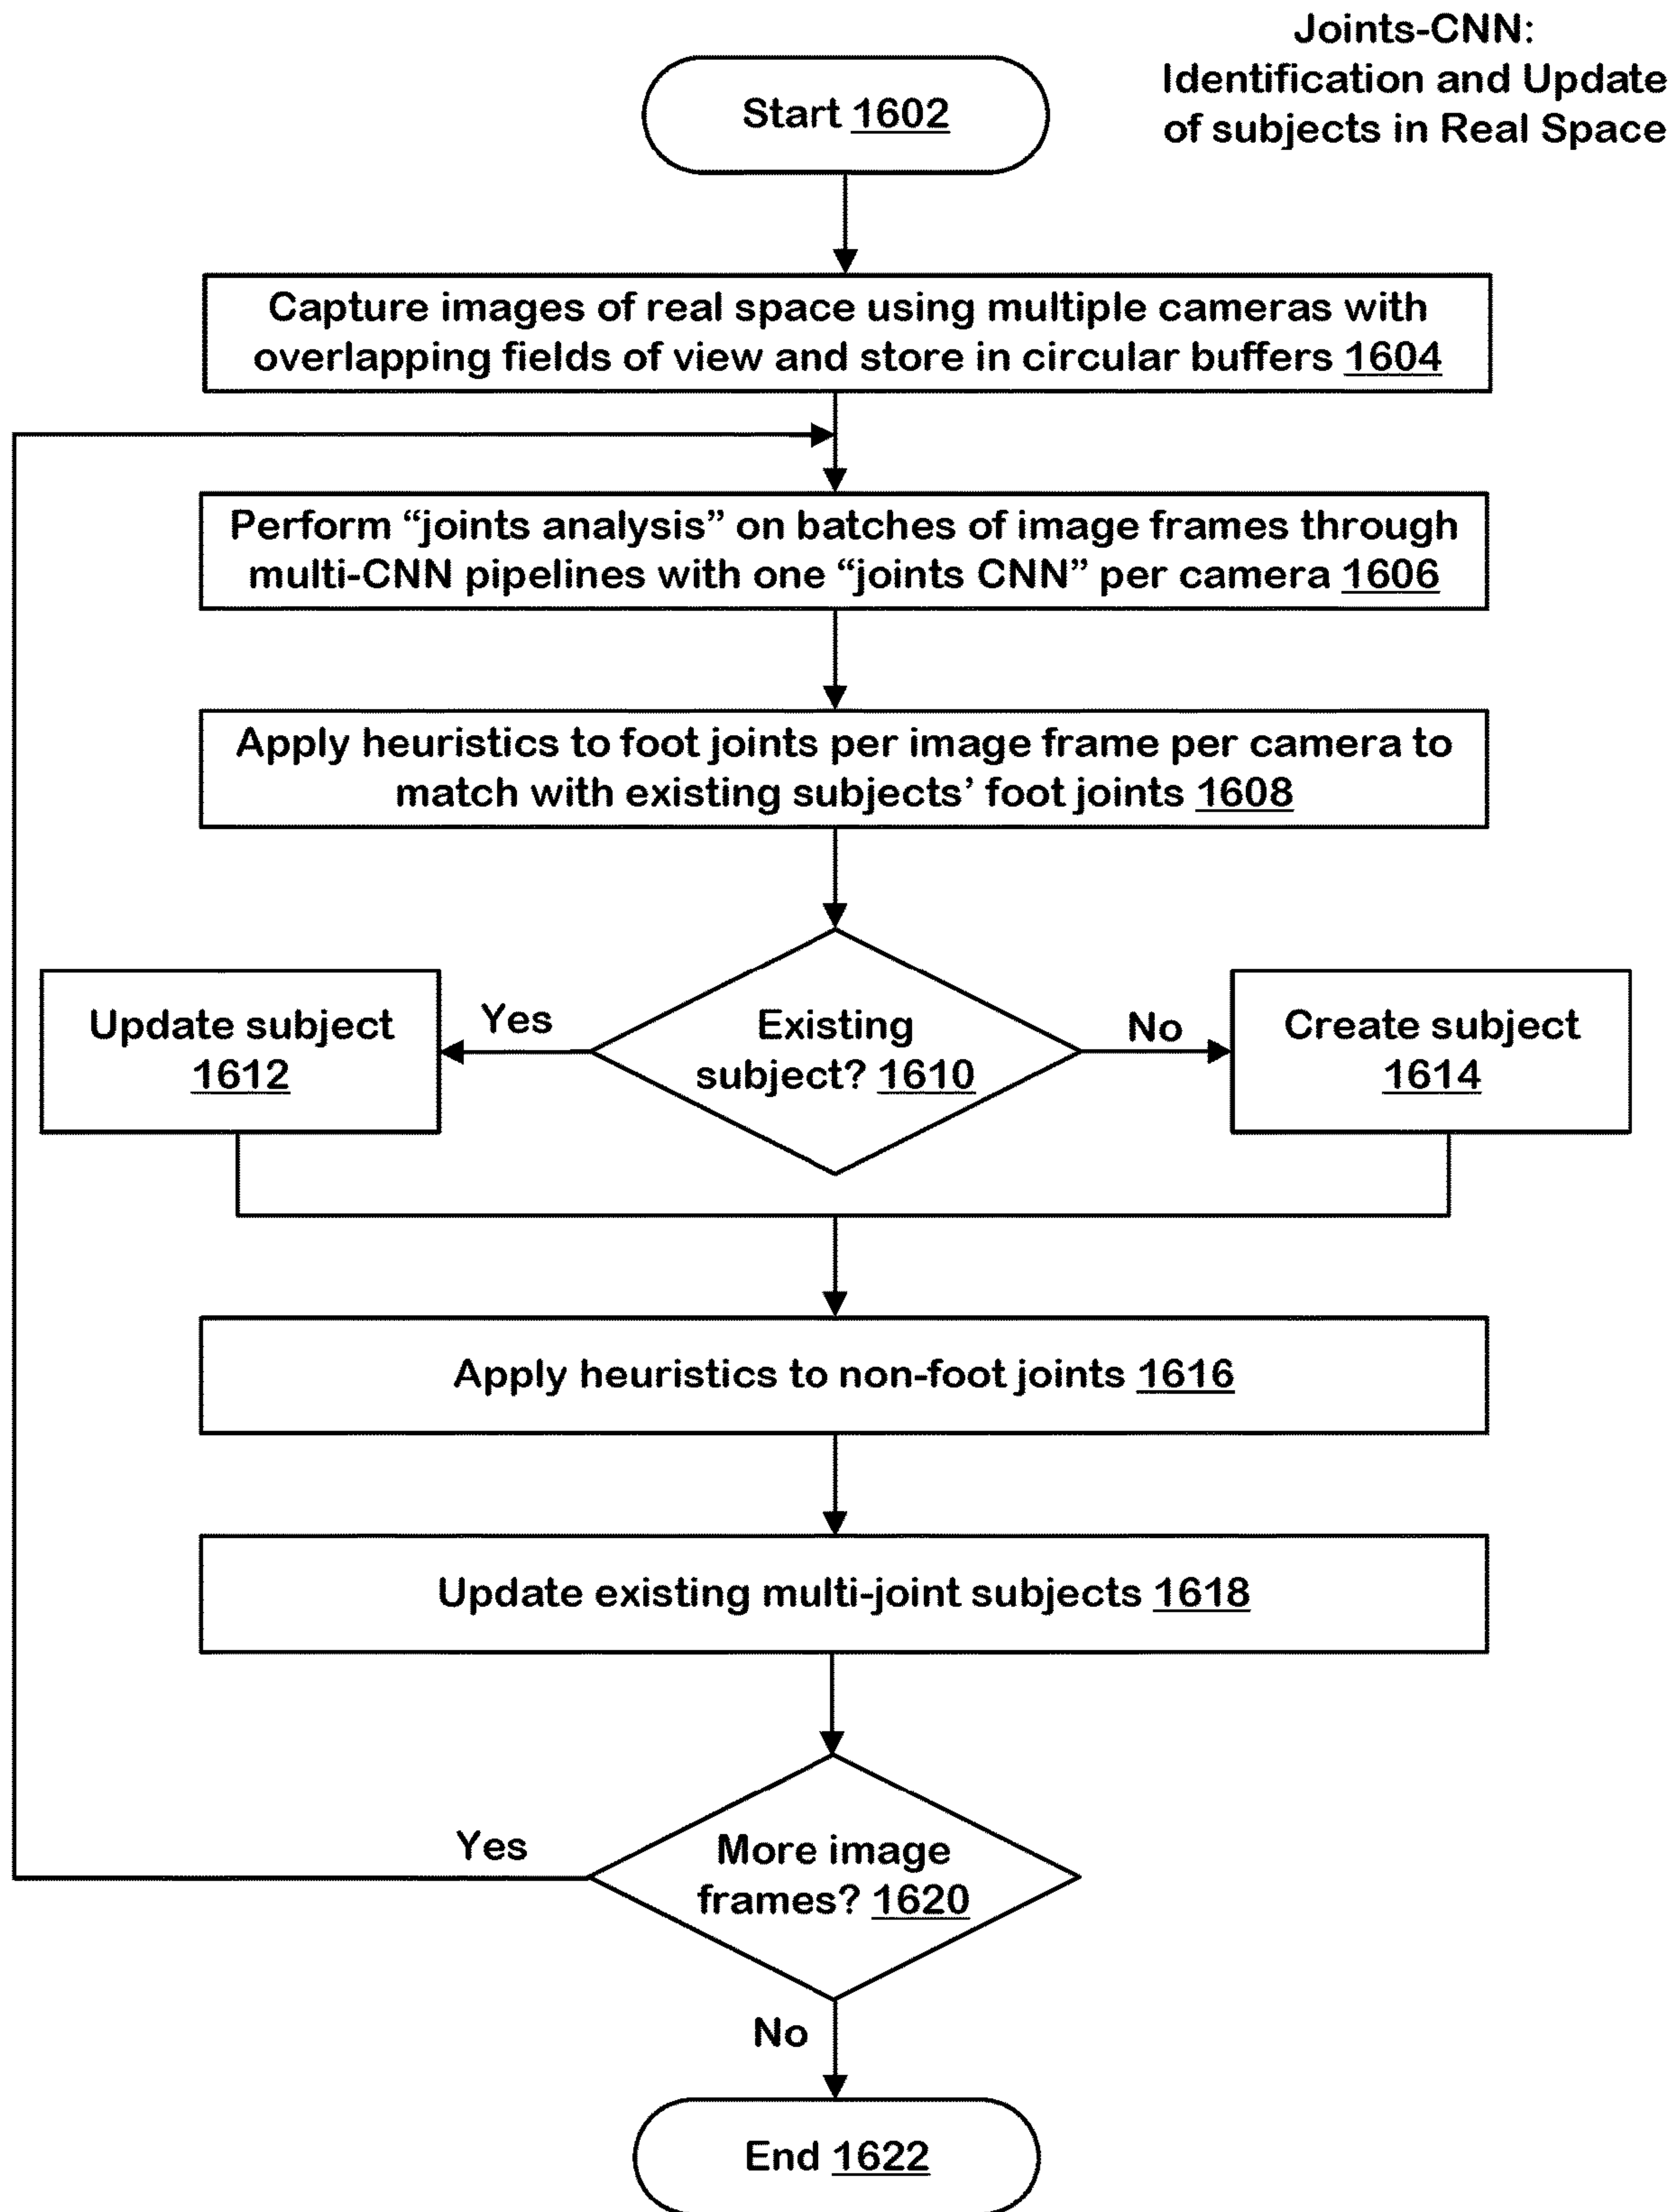 Joints-CNN:
Identification and Update
of subjects in Real Space
Start 1602
Capture images of real space using multiple cameras with
overlapping fields of view and store in circular buffers 1604
Perform “joints analysis” on batches of image frames through
multi-CNN pipelines with one “joints CNN” per camera 1606
Apply heuristics to foot joints per image frame per camera to
match with existing subjects’ foot joints 1608
Existing
subject? 1610
Yes
No
Update subject
1612
Create subject
1614
Apply heuristics to non-foot joints 1616
Update existing multi-joint subjects 1618
More image
frames? 1620
Yes
No
End 1622